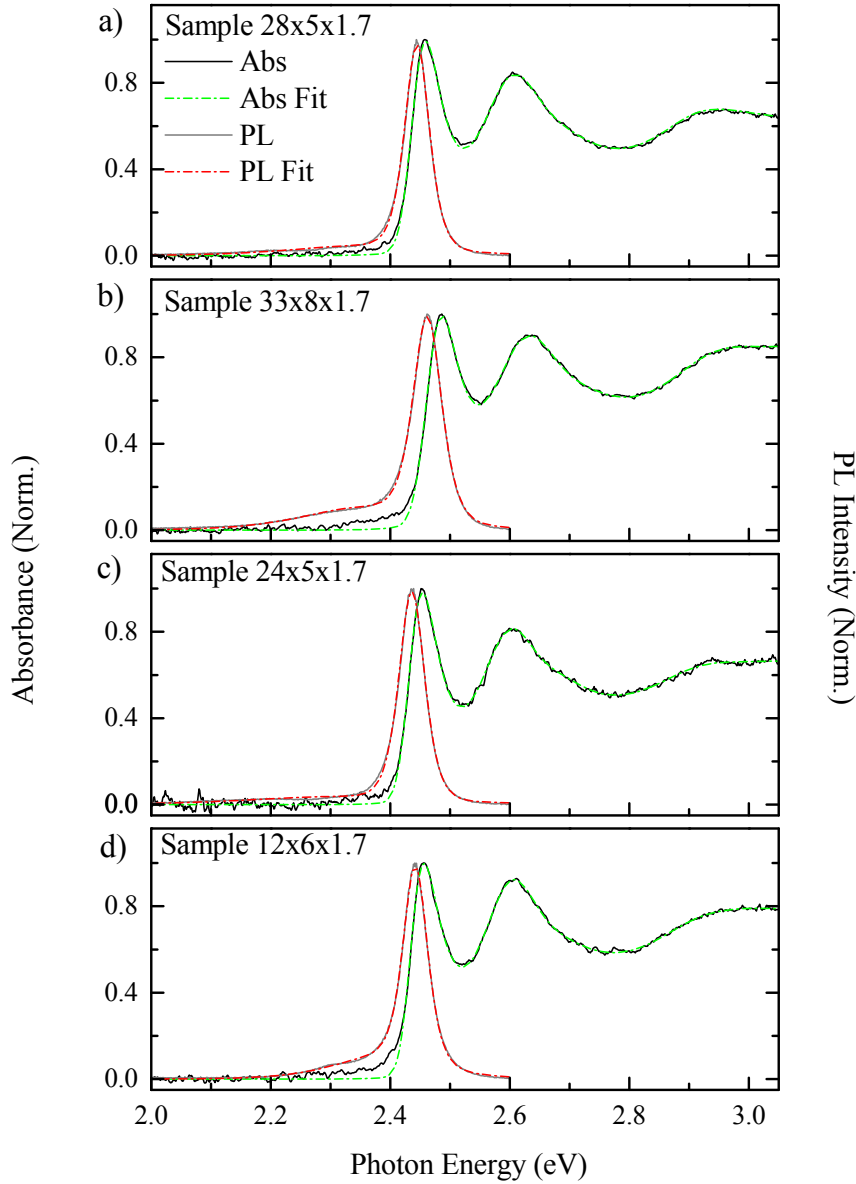 a)
Sample 28x5x1.7
Abs
Abs Fit
PL
PL Fit
0.8
0.4
0.0
b)
Sample 33x8x1.7
0.8
0.4
0.0
c)
Sample 24x5x1.7
0.8
0.4
0.0
d)
Sample 12x6x1.7
0.8
0.4
0.0
2.0 2.2 2.4 2.6 2.8 3.0
Photon Energy (eV)
Absorbance (Norm.)
PL Intensity (Norm.)